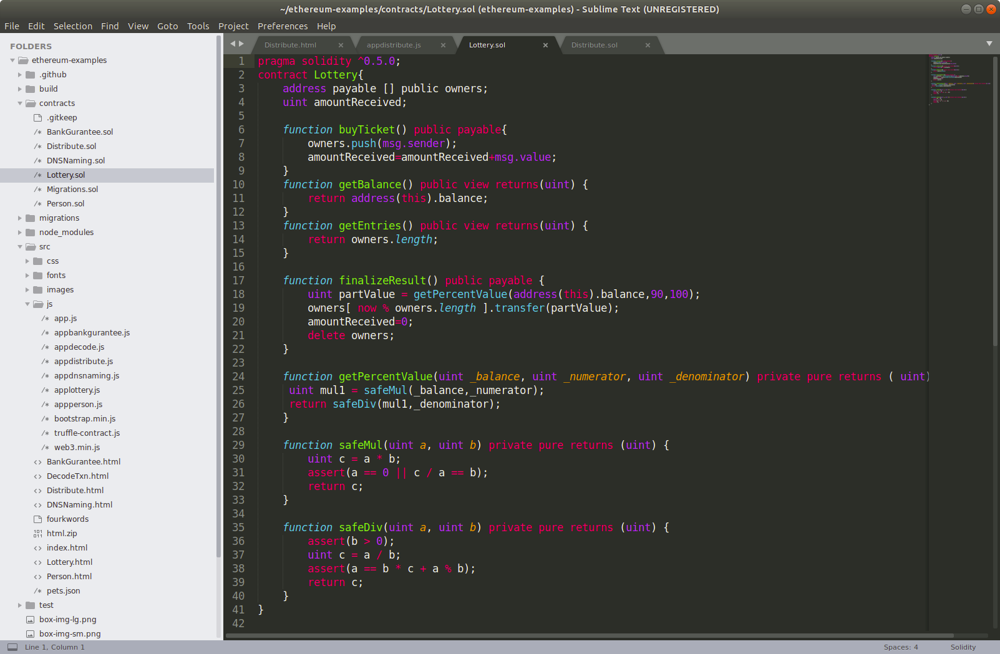 ~/ethereum-examples/contracts/Lottery.sol (ethereum-examples) - Sublime Text (UNREGISTERED)
File Edit Selection Find View Goto Tools Project Preferences Help
FOLDERS
ethereum-examples
.github
build
contracts
.gitkeep
/* BankGurantee.sol
/* Distribute.sol
/* DNSNaming.sol
/* Lottery.sol
/* Migrations.sol
/* Person.sol
migrations
node_modules
src
css
fonts
images
js
/* app.js
/* appbankgurantee.js
/* appdecode.js
/* appdistribute.js
/* appdnsnaming.js
/* applottery.js
/* appperson.js
/* bootstrap.min.js
/* truffle-contract.js
/* web3.min.js
<> BankGurantee.html
<> DecodeTxn.html
<> Distribute.html
<> DNSNaming.html
fourkwords
html.zip
<> index.html
<> Lottery.html
<> Person.html
/* pets.json
test
box-img-lg.png
box-img-sm.png
Distribute.html × appdistribute.js × Lottery.sol × Distribute.sol ×
1 pragma solidity ^0.5.0;
2 contract Lottery{
3 address payable [] public owners;
4 uint amountReceived;
5
6 function buyTicket() public payable{
7 owners.push(msg.sender);
8 amountReceived=amountReceived+msg.value;
9 }
10 function getBalance() public view returns(uint) {
11 return address(this).balance;
12 }
13 function getEntries() public view returns(uint) {
14 return owners.length;
15 }
16
17 function finalizeResult() public payable {
18 uint partValue = getPercentValue(address(this).balance,90,100);
19 owners[ now % owners.length ].transfer(partValue);
20 amountReceived=0;
21 delete owners;
22 }
23
24 function getPercentValue(uint _balance, uint _numerator, uint _denominator) private pure returns ( uint)
25 uint mul1 = safeMul(_balance,_numerator);
26 return safeDiv(mul1,_denominator);
27 }
28
29 function safeMul(uint a, uint b) private pure returns (uint) {
30 uint c = a * b;
31 assert(a == 0 || c / a == b);
32 return c;
33 }
34
35 function safeDiv(uint a, uint b) private pure returns (uint) {
36 assert(b > 0);
37 uint c = a / b;
38 assert(a == b * c + a % b);
39 return c;
40 }
41 }
42
Line 1, Column 1 Spaces: 4 Solidity